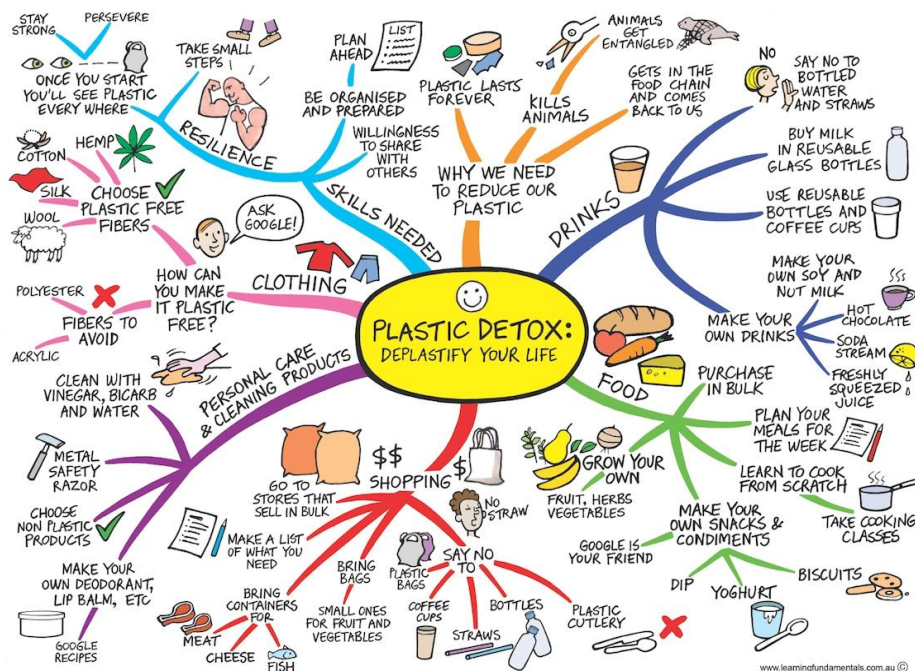 PLASTIC DETOX:
DEPLASTIFY YOUR LIFE
STAY
STRONG
PERSEVERE
ONCE YOU START
YOU'LL SEE PLASTIC
EVERY WHERE
TAKE SMALL
STEPS
RESILIENCE
PLAN
AHEAD
LIST
BE ORGANISED
AND PREPARED
WILLINGNESS
TO SHARE
WITH
OTHERS
SKILLS NEEDED
PLASTIC LASTS
FOREVER
ANIMALS
GET
ENTANGLED
KILLS
ANIMALS
GETS IN THE
FOOD CHAIN
AND COMES
BACK TO US
WHY WE NEED
TO REDUCE OUR
PLASTIC
DRINKS
NO
SAY NO TO
BOTTLED
WATER
AND STRAWS
BUY MILK
IN REUSABLE
GLASS BOTTLES
USE REUSABLE
BOTTLES AND
COFFEE CUPS
MAKE YOUR
OWN SOY AND
NUT MILK
MAKE YOUR
OWN DRINKS
HOT
CHOCOLATE
SODA
STREAM
FRESHLY
SQUEEZED
JUICE
FOOD
PURCHASE
IN BULK
PLAN YOUR
MEALS FOR
THE WEEK
LEARN TO COOK
FROM SCRATCH
TAKE COOKING
CLASSES
MAKE YOUR
OWN SNACKS &
CONDIMENTS
GOOGLE IS
YOUR FRIEND
DIP
YOGHURT
BISCUITS
GROW YOUR
OWN
FRUIT, HERBS
VEGETABLES
$$
$
SHOPPING
GO TO
STORES THAT
SELL IN BULK
MAKE A LIST
OF WHAT YOU
NEED
BRING
CONTAINERS
FOR
MEAT
CHEESE
FISH
BRING
BAGS
SMALL ONES
FOR FRUIT AND
VEGETABLES
NO
STRAW
SAY NO
TO
PLASTIC
BAGS
COFFEE
CUPS
STRAWS
BOTTLES
PLASTIC
CUTLERY
PERSONAL CARE
& CLEANING PRODUCTS
CLEAN WITH
VINEGAR, BICARB
AND WATER
METAL
SAFETY
RAZOR
CHOOSE
NON PLASTIC
PRODUCTS
MAKE YOUR
OWN DEODORANT,
LIP BALM, ETC
GOOGLE
RECIPES
CLOTHING
ASK
GOOGLE!
HOW CAN
YOU MAKE
IT PLASTIC
FREE?
CHOOSE
PLASTIC FREE
FIBERS
HEMP
COTTON
SILK
WOOL
FIBERS TO
AVOID
POLYESTER
ACRYLIC
www.learningfundamentals.com.au ©